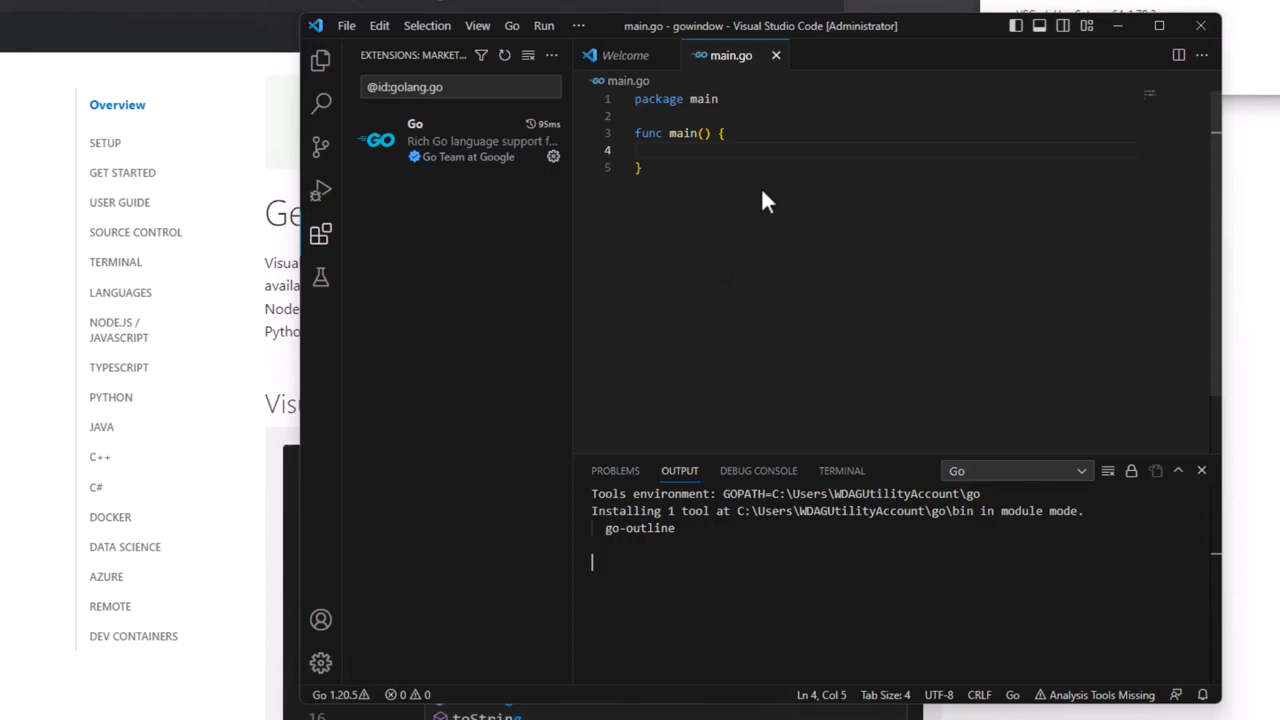 File Edit Selection View Go Run ···
main.go - gowindow - Visual Studio Code [Administrator]
Overview
SETUP
GET STARTED
USER GUIDE
SOURCE CONTROL
TERMINAL
LANGUAGES
NODE.JS /
JAVASCRIPT
TYPESCRIPT
PYTHON
JAVA
C++
C#
DOCKER
DATA SCIENCE
AZURE
REMOTE
DEV CONTAINERS
Ge
Visua
availa
Node
Pytho
Visu
EXTENSIONS: MARKET...
@id:golang.go
GO
Go
95ms
Rich Go language support f...
Go Team at Google
Welcome
main.go
main.go
1 package main
2
3 func main() {
4
5 }
PROBLEMS OUTPUT DEBUG CONSOLE TERMINAL
Go
Tools environment: GOPATH=C:\Users\WDAGUtilityAccount\go
Installing 1 tool at C:\Users\WDAGUtilityAccount\go\bin in module mode.
go-outline
Go 1.20.5 0 0
Ln 4, Col 5 Tab Size: 4 UTF-8 CRLF Go Analysis Tools Missing
16 toString